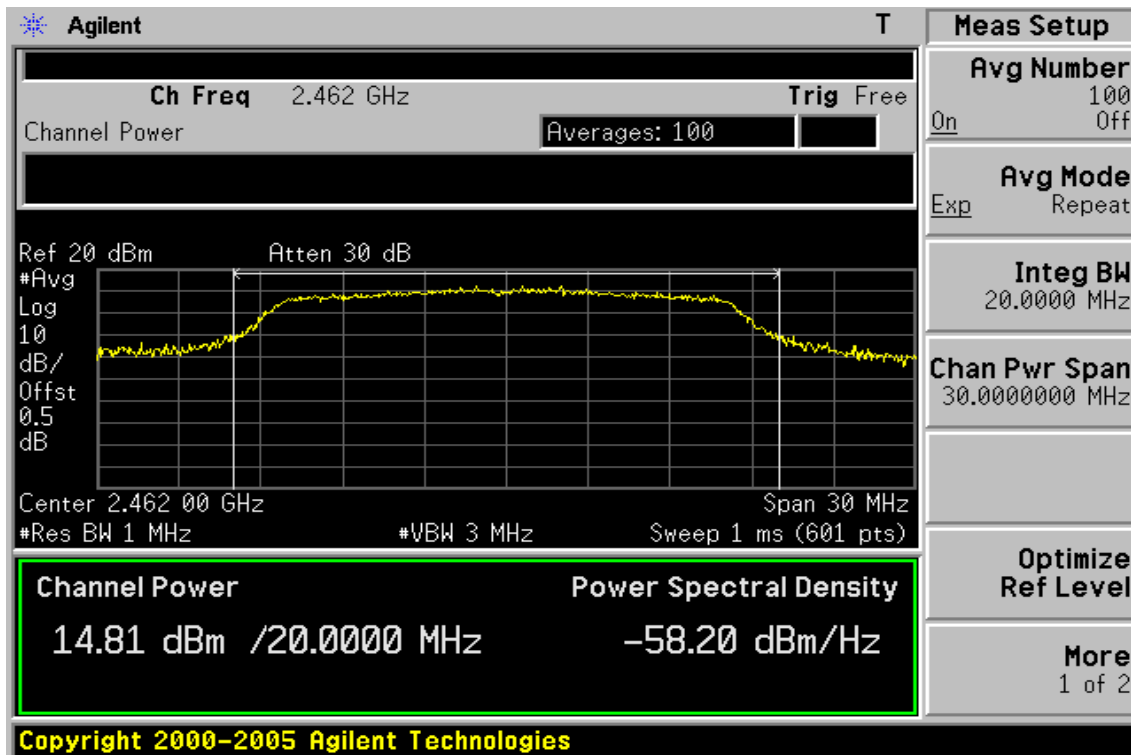 Agilent T
Ch Freq 2.462 GHz Trig Free
Channel Power Averages: 100
Ref 20 dBm Atten 30 dB
#Avg
Log
10
dB/
Offst
0.5
dB
Center 2.462 00 GHz Span 30 MHz
#Res BW 1 MHz #VBW 3 MHz Sweep 1 ms (601 pts)
Channel Power Power Spectral Density
14.81 dBm /20.0000 MHz -58.20 dBm/Hz
Copyright 2000-2005 Agilent Technologies
Meas Setup
Avg Number
100
On Off
Avg Mode
Exp Repeat
Integ BW
20.0000 MHz
Chan Pwr Span
30.0000000 MHz
Optimize
Ref Level
More
1 of 2